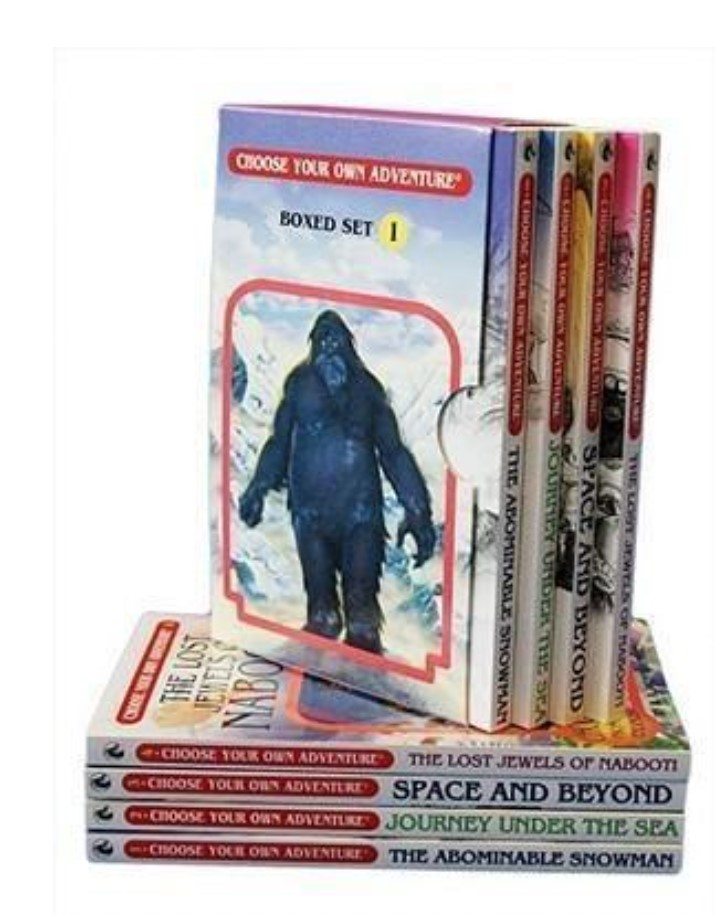 CHOOSE YOUR OWN ADVENTURE®
BOXED SET 1
CHOOSE YOUR OWN ADVENTURE
THE ABOMINABLE SNOWMAN
CHOOSE YOUR OWN ADVENTURE
JOURNEY UNDER THE SEA
CHOOSE YOUR OWN ADVENTURE
SPACE AND BEYOND
CHOOSE YOUR OWN ADVENTURE
THE LOST JEWELS OF NABOOTI
CHOOSE YOUR OWN ADVENTURE
THE LOST
JEWELS
NABO
CHOOSE YOUR OWN ADVENTURE® THE LOST JEWELS OF NABOOTI
CHOOSE YOUR OWN ADVENTURE® SPACE AND BEYOND
CHOOSE YOUR OWN ADVENTURE® JOURNEY UNDER THE SEA
CHOOSE YOUR OWN ADVENTURE® THE ABOMINABLE SNOWMAN